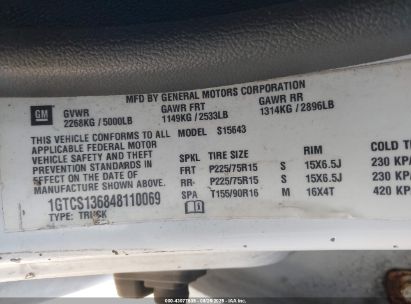 MFD BY GENERAL MOTORS CORPORATION
GM GVWR GAWR FRT GAWR RR
2268KG / 5000LB 1149KG / 2533LB 1314KG / 2896LB
THIS VEHICLE CONFORMS TO ALL MODEL S15643
APPLICABLE FEDERAL MOTOR
VEHICLE SAFETY AND THEFT SPKL TIRE SIZE RIM COLD
PREVENTION STANDARDS IN FRT P225/75R15 S 15X6.5J 230 KPA
EFFECT ON THE DATE OF RR P225/75R15 S 15X6.5J 230 KPA
MANUFACTURE SHOWN ABOVE. SPA T155/90R16 M 16X4T 420 KP
1GTCS136848110069
TYPE: TRUCK